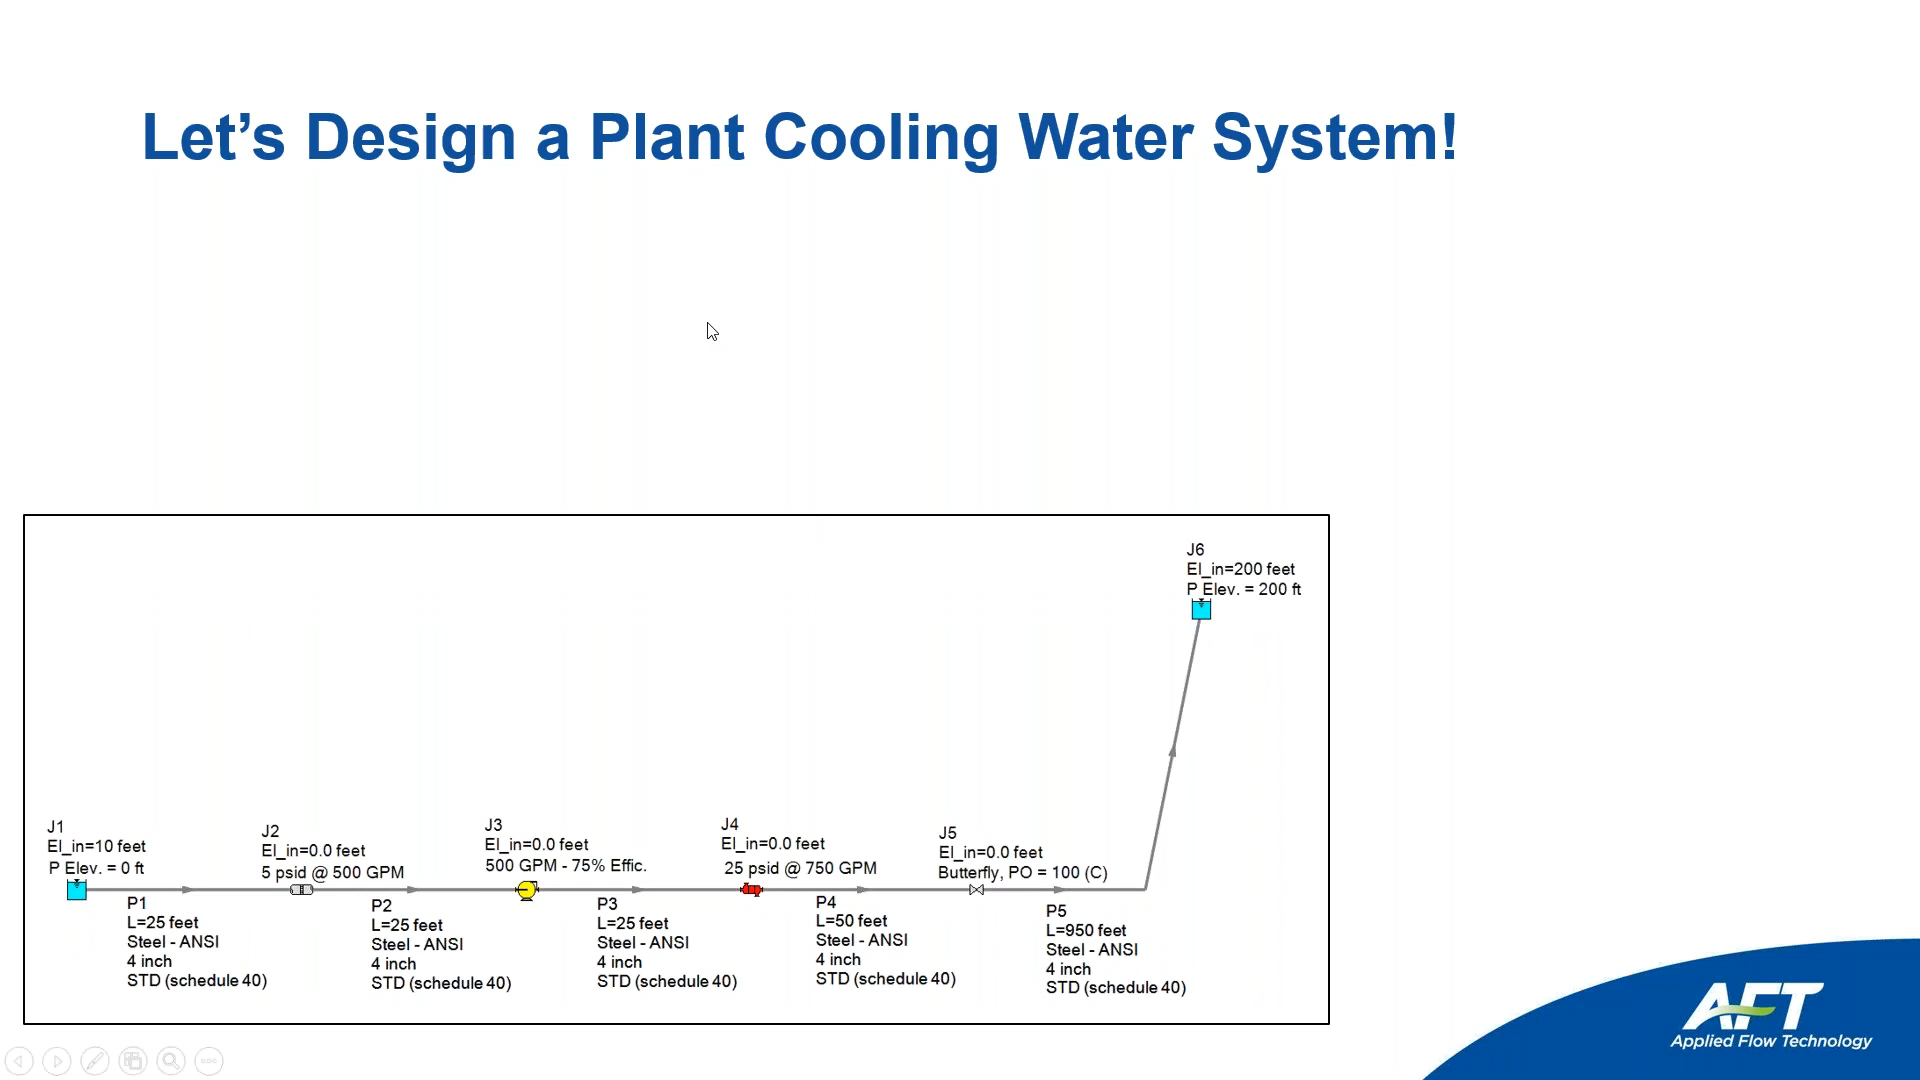 Let’s Design a Plant Cooling Water System!
J6
El_in=200 feet
P Elev. = 200 ft
J1
El_in=10 feet
P Elev. = 0 ft
J2
El_in=0.0 feet
5 psid @ 500 GPM
J3
El_in=0.0 feet
500 GPM - 75% Effic.
J4
El_in=0.0 feet
25 psid @ 750 GPM
J5
El_in=0.0 feet
Butterfly, PO = 100 (C)
P1
L=25 feet
Steel - ANSI
4 inch
STD (schedule 40)
P2
L=25 feet
Steel - ANSI
4 inch
STD (schedule 40)
P3
L=25 feet
Steel - ANSI
4 inch
STD (schedule 40)
P4
L=50 feet
Steel - ANSI
4 inch
STD (schedule 40)
P5
L=950 feet
Steel - ANSI
4 inch
STD (schedule 40)
AFT
Applied Flow Technology